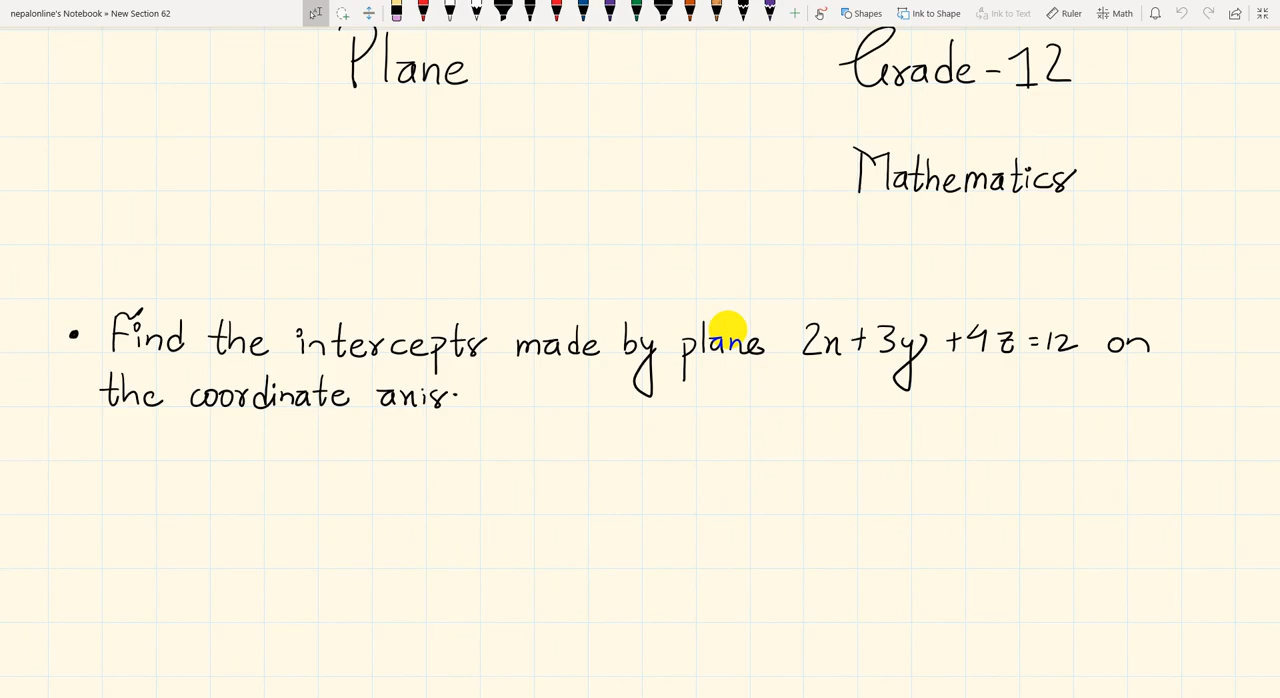 nepalonline's Notebook » New Section 62
Shapes Ink to Shape Ink to Text Ruler Math
Plane Grade-12
Mathematics
• Find the intercepts made by plane 2x + 3y + 4z = 12 on
the coordinate axis.